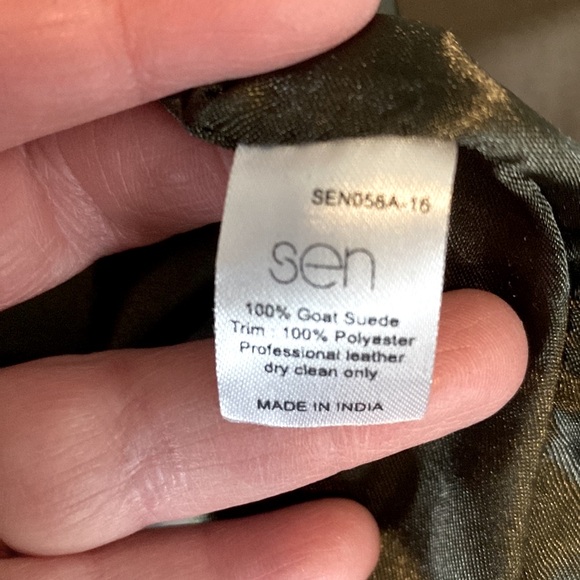 SEN058A-16
sen
100% Goat Suede
Trim : 100% Polyester
Professional leather
dry clean only
MADE IN INDIA